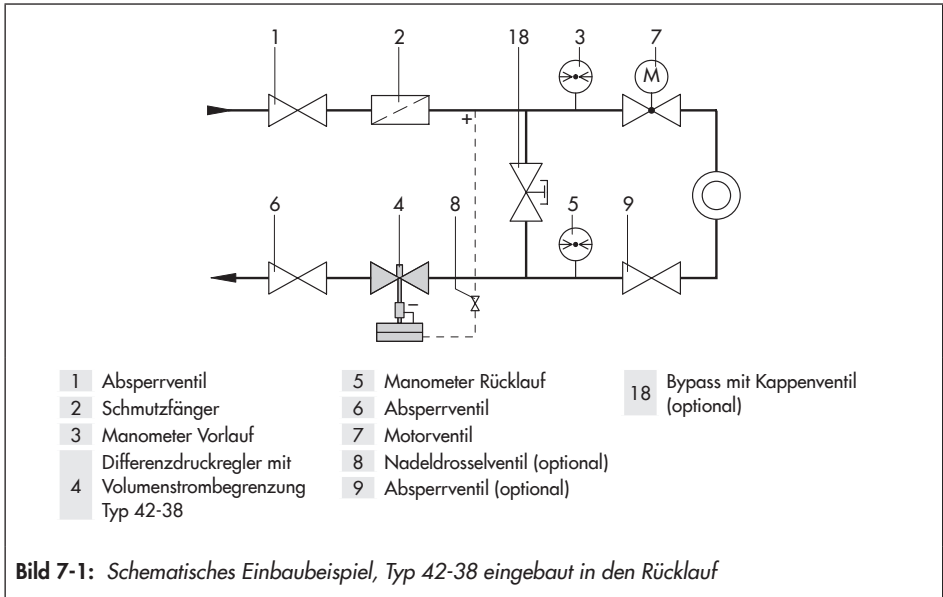 1 2 18 3 7
M
+
6 4 8 5 9
–
1 Absperrventil
2 Schmutzfänger
3 Manometer Vorlauf
4 Differenzdruckregler mit
Volumenstrombegrenzung
Typ 42-38
5 Manometer Rücklauf
6 Absperrventil
7 Motorventil
8 Nadeldrosselventil (optional)
9 Absperrventil (optional)
18 Bypass mit Kappenventil
(optional)
Bild 7-1: Schematisches Einbaubeispiel, Typ 42-38 eingebaut in den Rücklauf